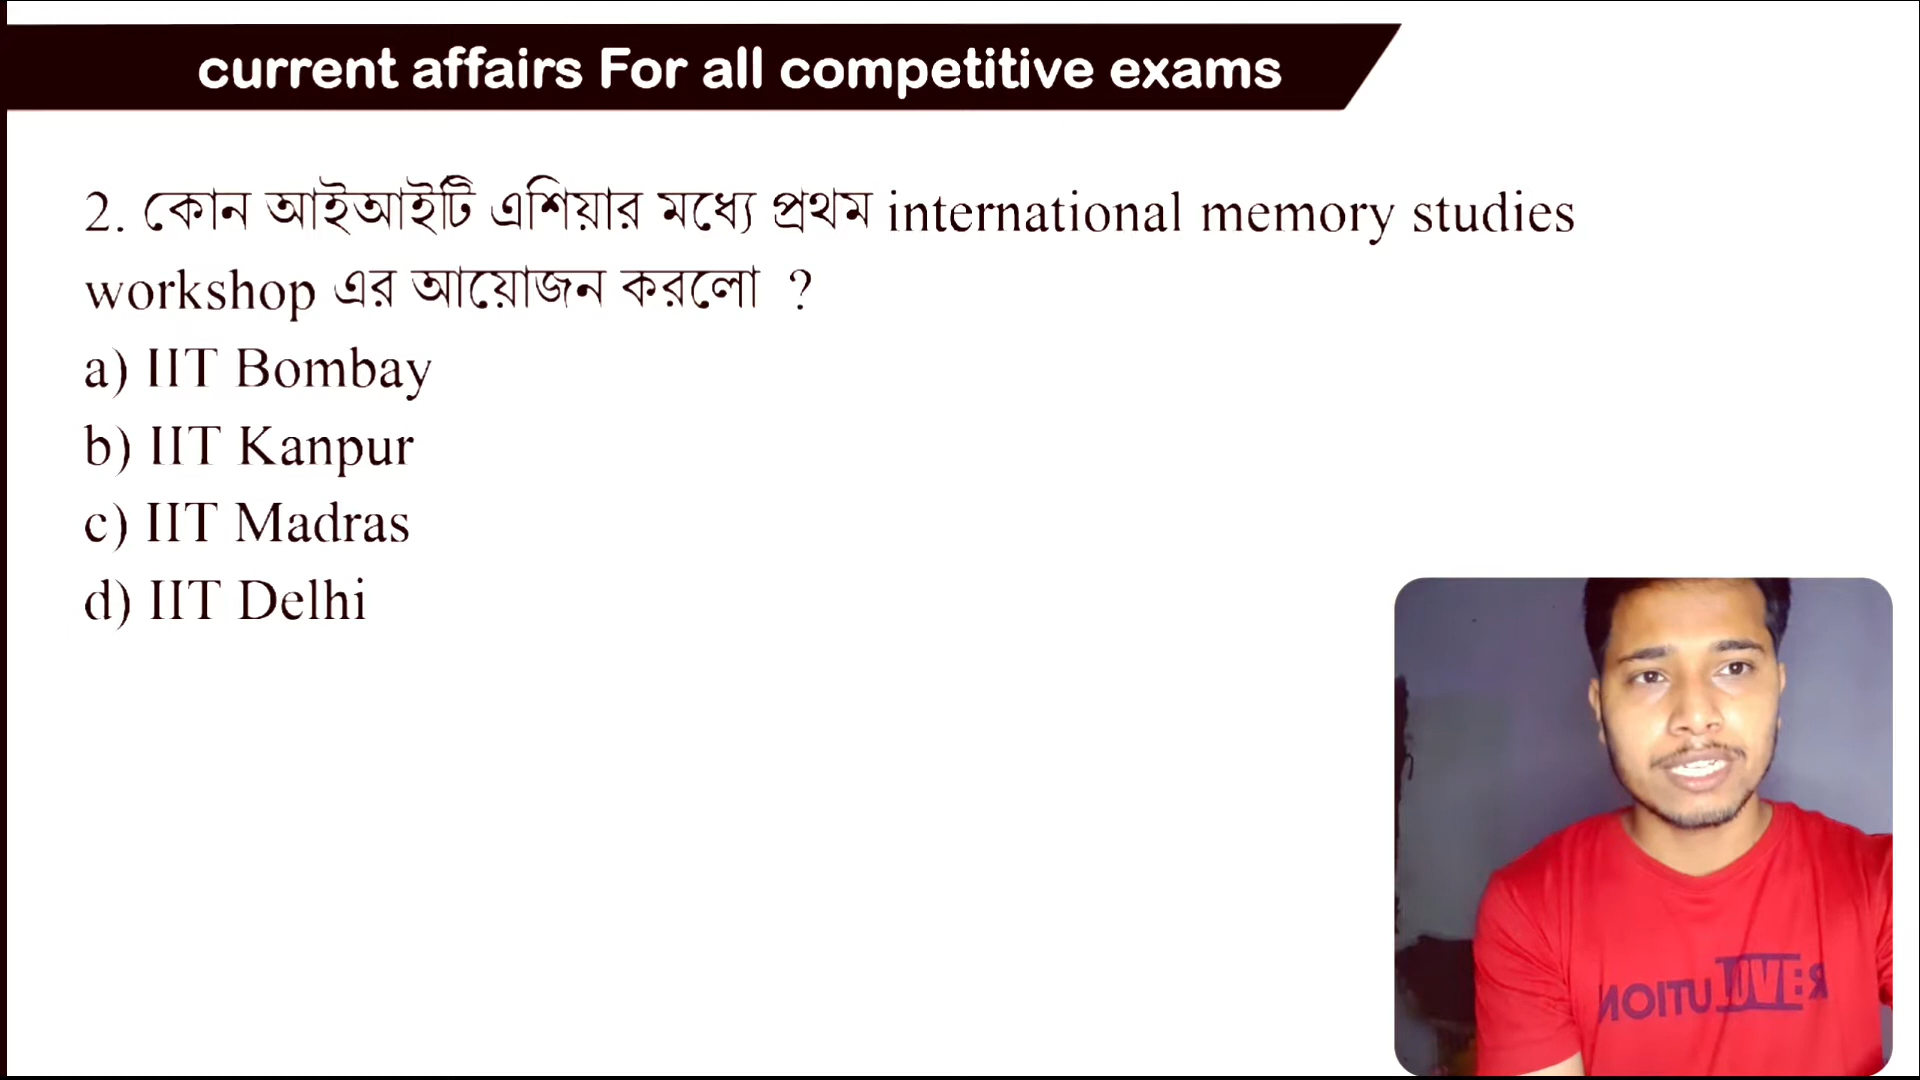 current affairs For all competitive exams
2. কোন আইআইটি এশিয়ার মধ্যে প্রথম international memory studies
workshop এর আয়োজন করলো ?
a) IIT Bombay
b) IIT Kanpur
c) IIT Madras
d) IIT Delhi
REVOLUTION